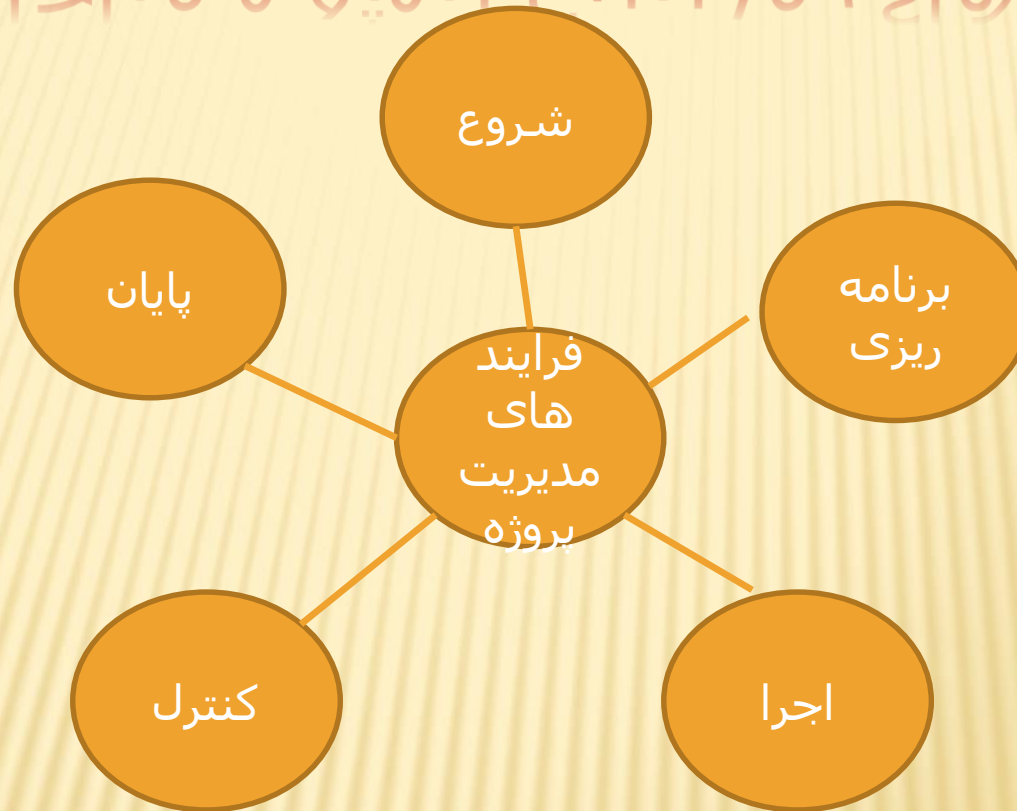 شروع
برنامه
ریزی
اجرا
کنترل
پایان
فرایند
های
مدیریت
پروژه